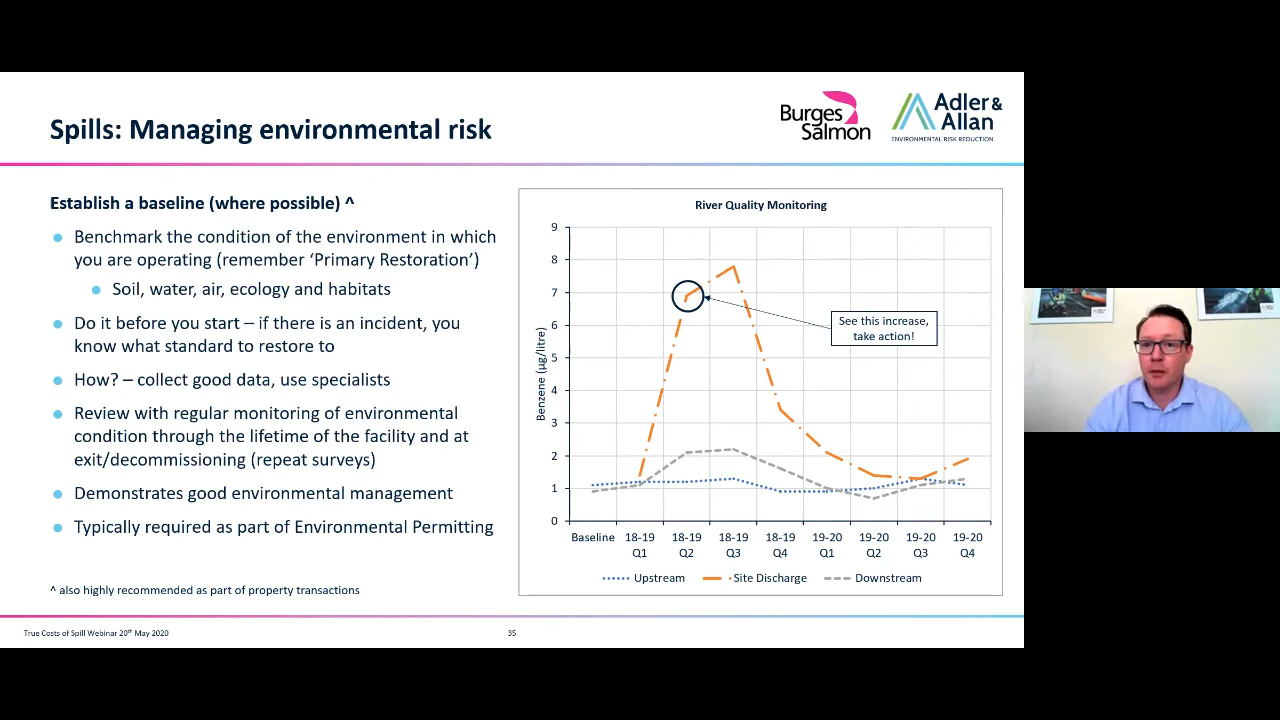 Spills: Managing environmental risk
Burges
Salmon
Adler &
Allan
ENVIRONMENTAL RISK REDUCTION
Establish a baseline (where possible) ^
Benchmark the condition of the environment in which
you are operating (remember ‘Primary Restoration’)
Soil, water, air, ecology and habitats
Do it before you start – if there is an incident, you
know what standard to restore to
How? – collect good data, use specialists
Review with regular monitoring of environmental
condition through the lifetime of the facility and at
exit/decommissioning (repeat surveys)
Demonstrates good environmental management
Typically required as part of Environmental Permitting
^ also highly recommended as part of property transactions
River Quality Monitoring
Benzene (µg/litre)
9
8
7
6
5
4
3
2
1
0
See this increase,
take action!
Baseline 18-19 18-19 18-19 18-19 19-20 19-20 19-20 19-20
Q1 Q2 Q3 Q4 Q1 Q2 Q3 Q4
Upstream Site Discharge Downstream
True Costs of Spill Webinar 20th May 2020
35